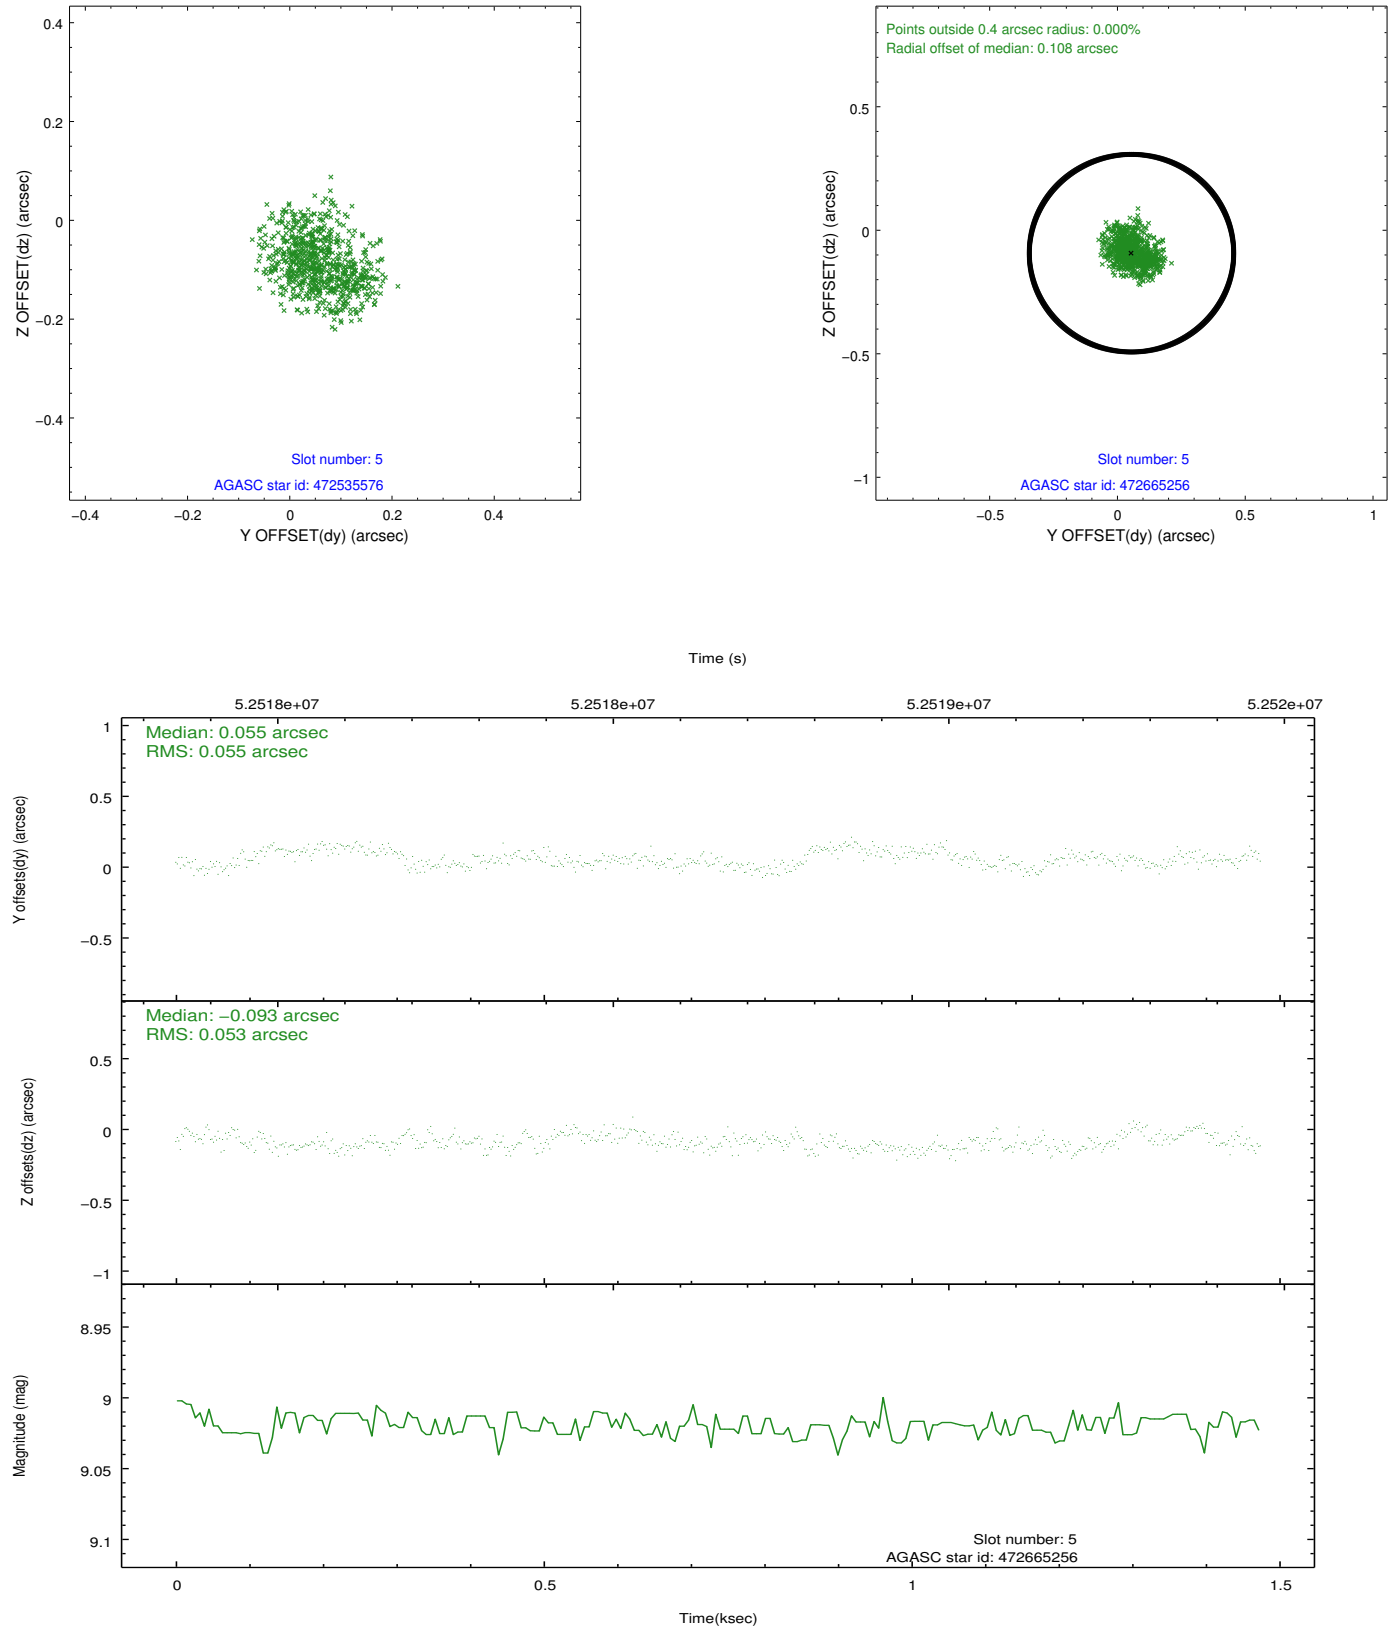 0.4
0.2
0
−0.2
−0.4
Z OFFSET(dz) (arcsec)
Slot number: 5
AGASC star id: 472535576
−0.4
−0.2
0
0.2
0.4
Y OFFSET(dy) (arcsec)
Points outside 0.4 arcsec radius: 0.000%
Radial offset of median: 0.108 arcsec
0.5
0
−0.5
−1
Z OFFSET(dz) (arcsec)
Slot number: 5
AGASC star id: 472665256
−0.5
0
0.5
1
Y OFFSET(dy) (arcsec)
Time (s)
5.2518e+07
5.2518e+07
5.2519e+07
5.252e+07
Median: 0.055 arcsec
RMS: 0.055 arcsec
1
0.5
0
−0.5
Y offsets(dy) (arcsec)
Median: −0.093 arcsec
RMS: 0.053 arcsec
0.5
0
−0.5
−1
Z offsets(dz) (arcsec)
8.95
9
9.05
9.1
Magnitude (mag)
Slot number: 5
AGASC star id: 472665256
0
0.5
1
1.5
Time(ksec)